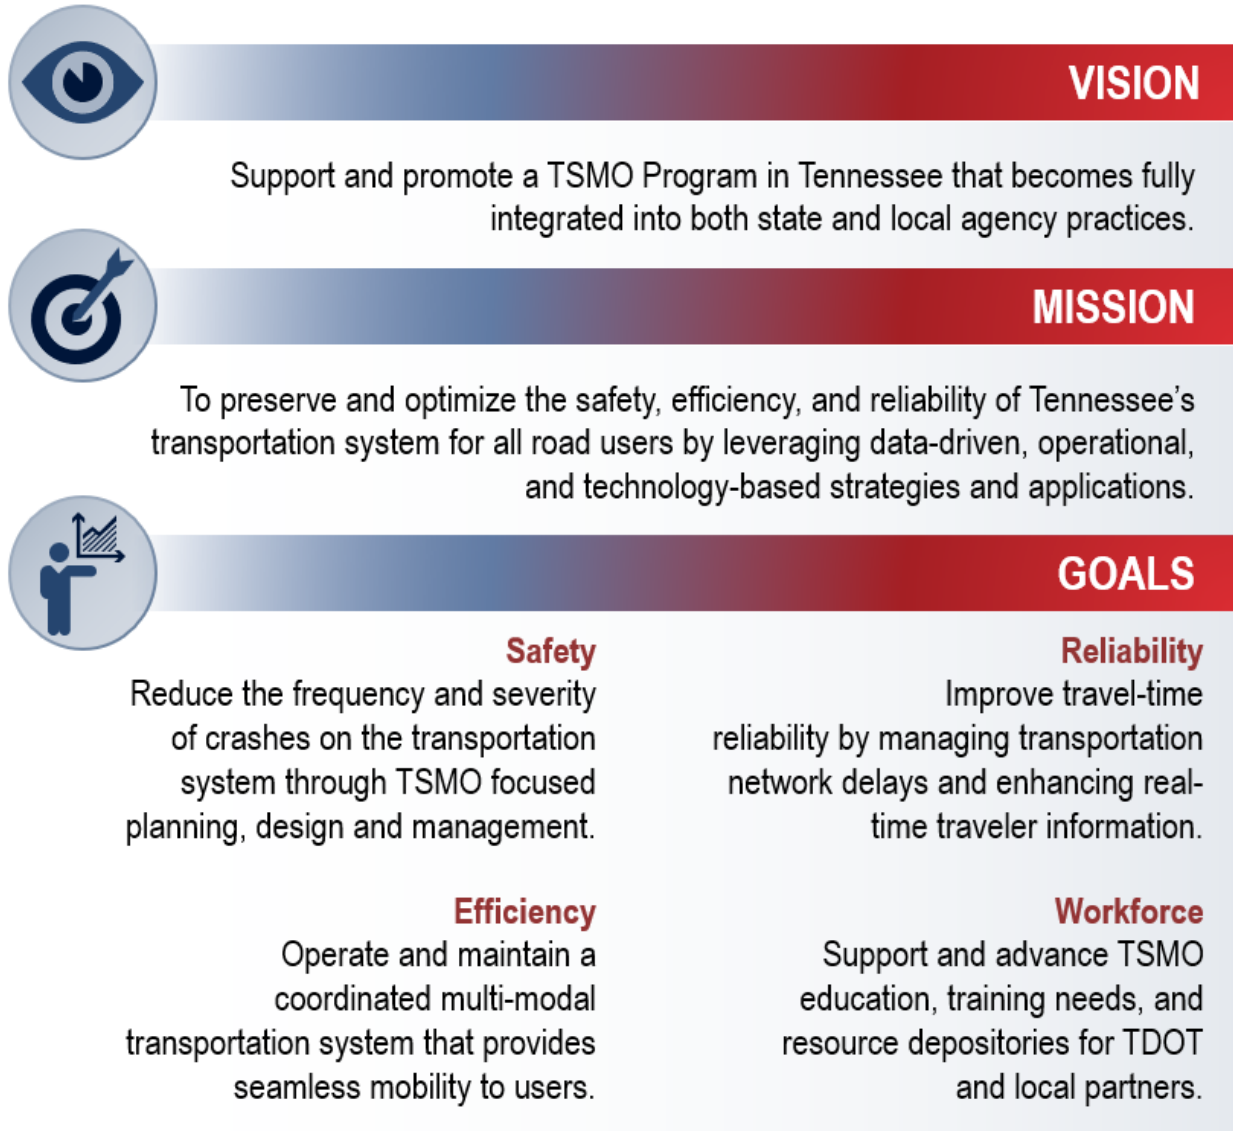 VISION
Support and promote a TSMO Program in Tennessee that becomes fully
integrated into both state and local agency practices.
MISSION
To preserve and optimize the safety, efficiency, and reliability of Tennessee’s
transportation system for all road users by leveraging data-driven, operational,
and technology-based strategies and applications.
GOALS
Safety
Reduce the frequency and severity
of crashes on the transportation
system through TSMO focused
planning, design and management.
Reliability
Improve travel-time
reliability by managing transportation
network delays and enhancing real-
time traveler information.
Efficiency
Operate and maintain a
coordinated multi-modal
transportation system that provides
seamless mobility to users.
Workforce
Support and advance TSMO
education, training needs, and
resource depositories for TDOT
and local partners.